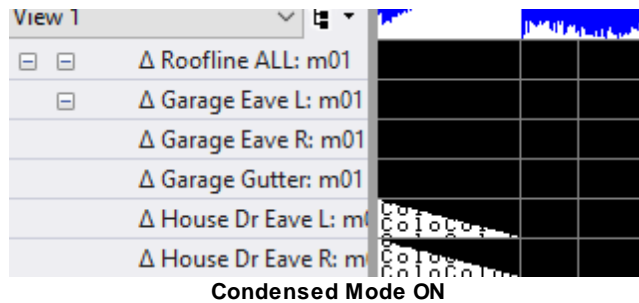 View 1
Δ Roofline ALL: m01
Δ Garage Eave L: m01
Δ Garage Eave R: m01
Δ Garage Gutter: m01
Δ House Dr Eave L: m
Δ House Dr Eave R: m
Condensed Mode ON